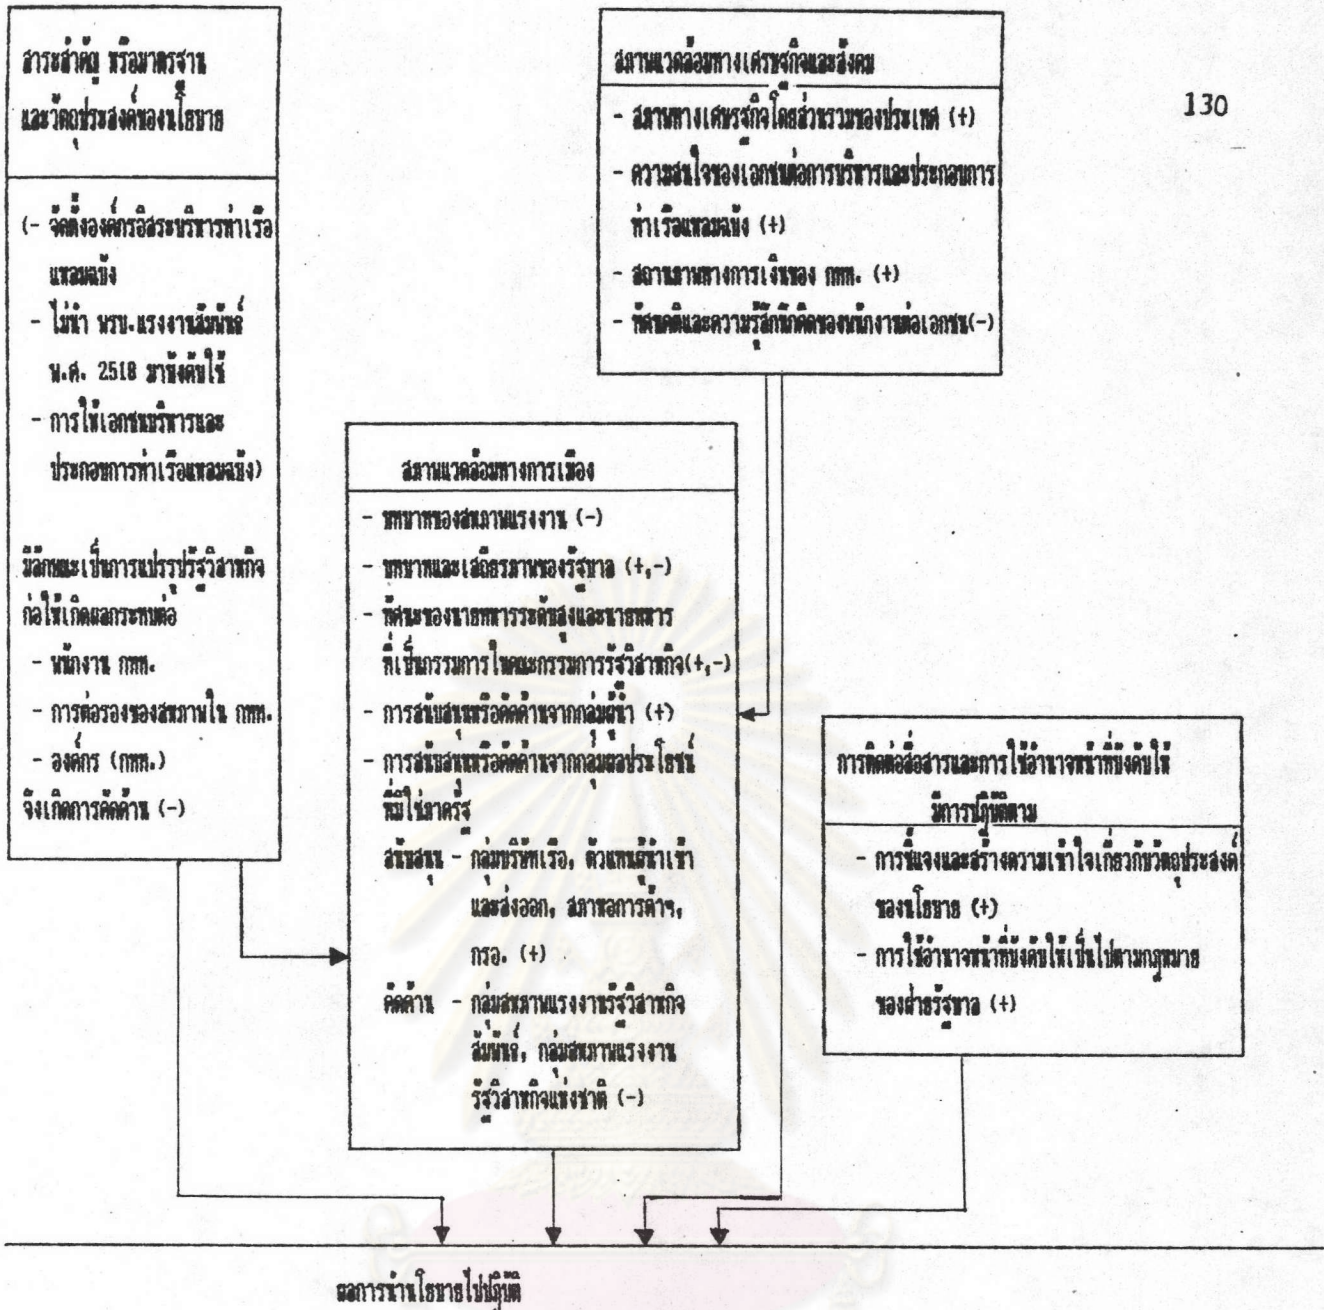 130
สาระสำคัญ หรือมาตรฐาน
และวัตถุประสงค์ของนโยบาย
(- จัดตั้งองค์กรอิสระบริหารท่าเรือ
แหลมฉบัง
- ไม่นำ พรบ.แรงงานสัมพันธ์
พ.ศ. 2518 มาบังคับใช้
- การให้เอกชนบริหารและ
ประกอบการท่าเรือแหลมฉบัง)
มีลักษณะเป็นการแปรรูปรัฐวิสาหกิจ
ก่อให้เกิดผลกระทบต่อ
- พนักงาน กทท.
- การต่อรองของสหภาพใน กทท.
- องค์กร (กทท.)
จึงเกิดการคัดค้าน (-)
สภาพแวดล้อมทางเศรษฐกิจและสังคม
- สภาพทางเศรษฐกิจโดยส่วนรวมของประเทศ (+)
- ความสนใจของเอกชนต่อการบริหารและประกอบการ
ท่าเรือแหลมฉบัง (+)
- สถานภาพทางการเงินของ กทท. (+)
- ทัศนคติและความรู้สึกนึกคิดของพนักงานต่อเอกชน(-)
สภาพแวดล้อมทางการเมือง
- บทบาทของสหภาพแรงงาน (-)
- บทบาทและเสถียรภาพของรัฐบาล (+,-)
- ทัศนะของนายทหารระดับสูงและนายทหาร
ที่เป็นกรรมการในคณะกรรมการรัฐวิสาหกิจ(+,-)
- การสนับสนุนหรือคัดค้านจากกลุ่มผู้นำ (+)
- การสนับสนุนหรือคัดค้านจากกลุ่มผลประโยชน์
ที่มิใช่ภาครัฐ
สนับสนุน - กลุ่มบริษัทเรือ, ตัวแทนผู้นำเข้า
และส่งออก, สภาหอการค้าฯ,
กรอ. (+)
คัดค้าน - กลุ่มสหภาพแรงงานรัฐวิสาหกิจ
สัมพันธ์, กลุ่มสหภาพแรงงาน
รัฐวิสาหกิจแห่งชาติ (-)
การติดต่อสื่อสารและการใช้อำนาจหน้าที่บังคับให้
มีการปฏิบัติตาม
- การชี้แจงและสร้างความเข้าใจเกี่ยวกับวัตถุประสงค์
ของนโยบาย (+)
- การใช้อำนาจหน้าที่บังคับให้เป็นไปตามกฎหมาย
ของฝ่ายรัฐบาล (+)
ผลการนำนโยบายไปปฏิบัติ